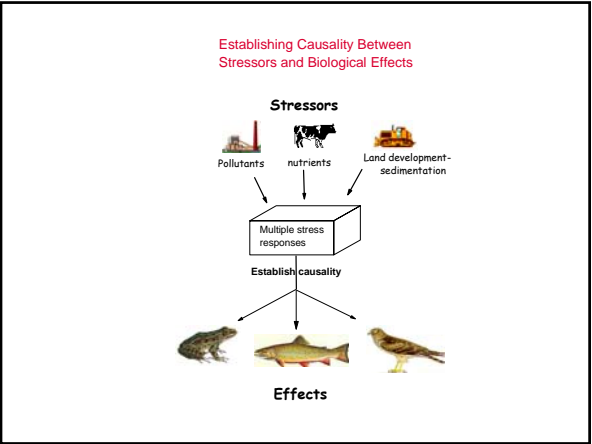 Establishing Causality Between
Stressors and Biological Effects
Stressors
Pollutants
nutrients
Land development-
sedimentation
Multiple stress
responses
Establish causality
Effects